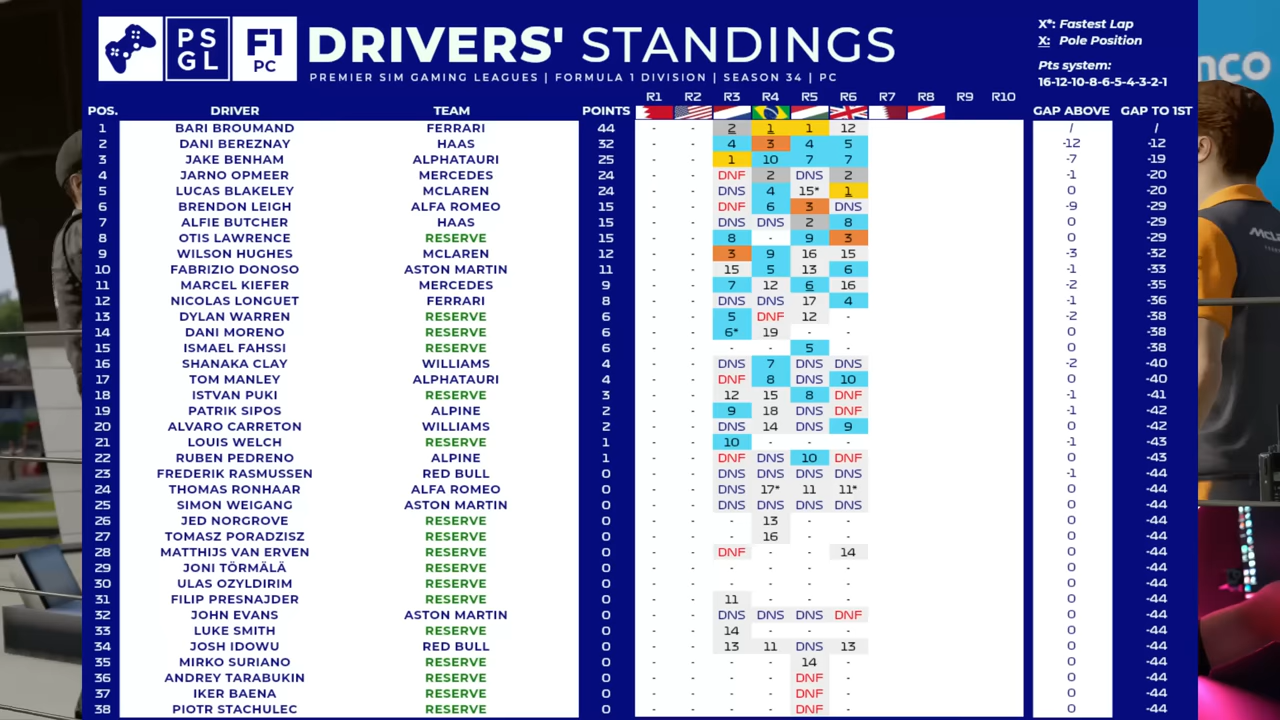 PS
GL
F1
PC
DRIVERS' STANDINGS
PREMIER SIM GAMING LEAGUES | FORMULA 1 DIVISION | SEASON 34 | PC
X*: Fastest Lap
X: Pole Position
Pts system:
16-12-10-8-6-5-4-3-2-1
R1 R2 R3 R4 R5 R6 R7 R8 R9 R10
POS. DRIVER TEAM POINTS GAP ABOVE GAP TO 1ST
1 BARI BROUMAND FERRARI 44 - - 2 1 1 12 / /
2 DANI BEREZNAY HAAS 32 - - 4 3 4 5 -12 -12
3 JAKE BENHAM ALPHATAURI 25 - - 1 10 7 7 -7 -19
4 JARNO OPMEER MERCEDES 24 - - DNF 2 DNS 2 -1 -20
5 LUCAS BLAKELEY MCLAREN 24 - - DNS 4 15* 1 0 -20
6 BRENDON LEIGH ALFA ROMEO 15 - - DNF 6 3 DNS -9 -29
7 ALFIE BUTCHER HAAS 15 - - DNS DNS 2 8 0 -29
8 OTIS LAWRENCE RESERVE 15 - - 8 - 9 3 0 -29
9 WILSON HUGHES MCLAREN 12 - - 3 9 16 15 -3 -32
10 FABRIZIO DONOSO ASTON MARTIN 11 - - 15 5 13 6 -1 -33
11 MARCEL KIEFER MERCEDES 9 - - 7 12 6 16 -2 -35
12 NICOLAS LONGUET FERRARI 8 - - DNS DNS 17 4 -1 -36
13 DYLAN WARREN RESERVE 6 - - 5 DNF 12 - -2 -38
14 DANI MORENO RESERVE 6 - - 6* 19 - - 0 -38
15 ISMAEL FAHSSI RESERVE 6 - - - - 5 - 0 -38
16 SHANAKA CLAY WILLIAMS 4 - - DNS 7 DNS DNS -2 -40
17 TOM MANLEY ALPHATAURI 4 - - DNF 8 DNS 10 0 -40
18 ISTVAN PUKI RESERVE 3 - - 12 15 8 DNF -1 -41
19 PATRIK SIPOS ALPINE 2 - - 9 18 DNS DNF -1 -42
20 ALVARO CARRETON WILLIAMS 2 - - DNS 14 DNS 9 0 -42
21 LOUIS WELCH RESERVE 1 - - 10 - - - -1 -43
22 RUBEN PEDRENO ALPINE 1 - - DNF DNS 10 DNF 0 -43
23 FREDERIK RASMUSSEN RED BULL 0 - - DNS DNS DNS DNS -1 -44
24 THOMAS RONHAAR ALFA ROMEO 0 - - DNS 17* 11 11* 0 -44
25 SIMON WEIGANG ASTON MARTIN 0 - - DNS DNS DNS DNS 0 -44
26 JED NORGROVE RESERVE 0 - - - 13 - - 0 -44
27 TOMASZ PORADZISZ RESERVE 0 - - - 16 - - 0 -44
28 MATTHIJS VAN ERVEN RESERVE 0 - - DNF - - 14 0 -44
29 JONI TÖRMÄLÄ RESERVE 0 - - - - - - 0 -44
30 ULAS OZYLDIRIM RESERVE 0 - - - - - - 0 -44
31 FILIP PRESNAJDER RESERVE 0 - - 11 - - - 0 -44
32 JOHN EVANS ASTON MARTIN 0 - - DNS DNS DNS DNF 0 -44
33 LUKE SMITH RESERVE 0 - - 14 - - - 0 -44
34 JOSH IDOWU RED BULL 0 - - 13 11 DNS 13 0 -44
35 MIRKO SURIANO RESERVE 0 - - - - 14 - 0 -44
36 ANDREY TARABUKIN RESERVE 0 - - - - DNF - 0 -44
37 IKER BAENA RESERVE 0 - - - - DNF - 0 -44
38 PIOTR STACHULEC RESERVE 0 - - - - DNF - 0 -44